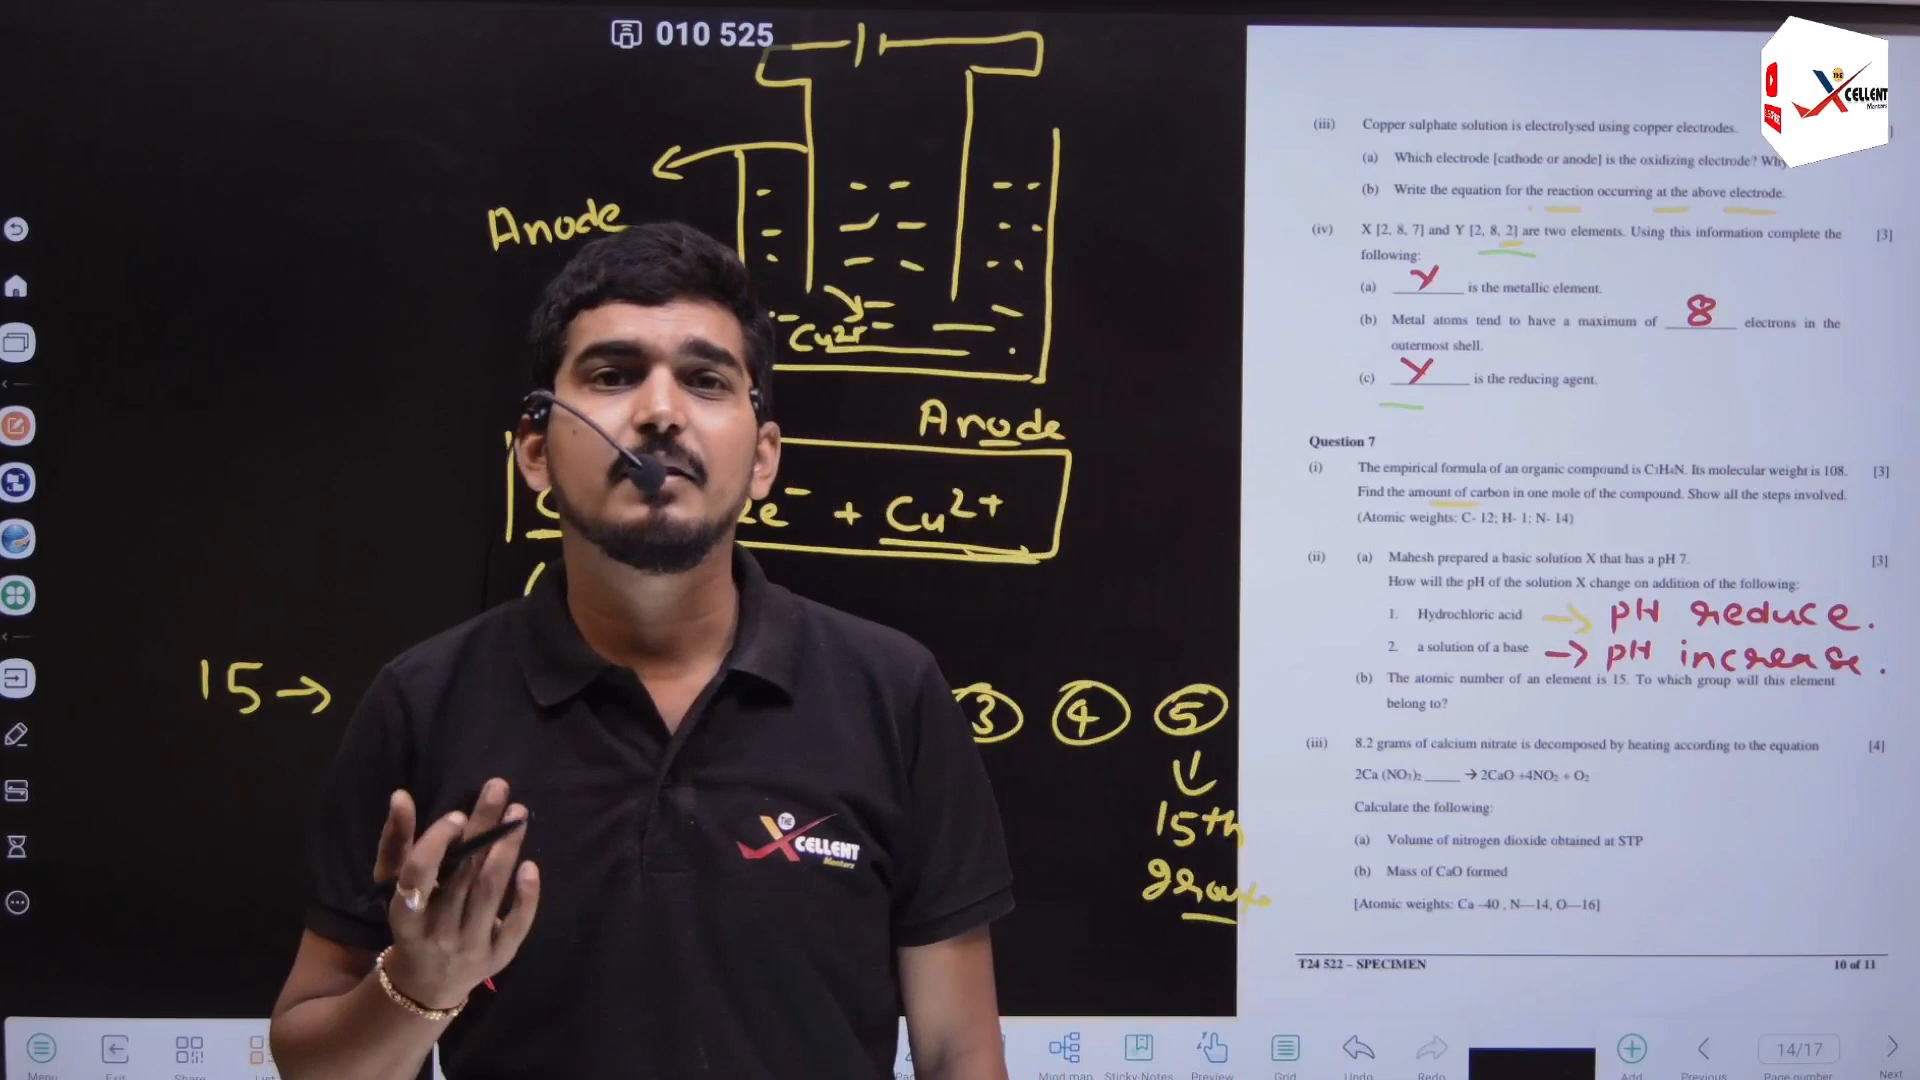 010 525
Anode
Cu2+
Anode
2e- + Cu2+
15 →
3 4 5
15th
group
THE XCELLENT
Mentors
THE
XCELLENT
Mentors
(iii) Copper sulphate solution is electrolysed using copper electrodes.
(a) Which electrode [cathode or anode] is the oxidizing electrode?
(b) Write the equation for the reaction occurring at the above electrode.
(iv) X [2, 8, 7] and Y [2, 8, 2] are two elements. Using this information complete the [3]
following:
(a) Y is the metallic element.
(b) Metal atoms tend to have a maximum of 8 electrons in the
outermost shell.
(c) Y is the reducing agent.
Question 7
(i) The empirical formula of an organic compound is C3H4N. Its molecular weight is 108. [3]
Find the amount of carbon in one mole of the compound. Show all the steps involved.
(Atomic weights: C- 12; H- 1; N- 14)
(ii) (a) Mahesh prepared a basic solution X that has a pH 7. [3]
How will the pH of the solution X change on addition of the following:
1. Hydrochloric acid → pH reduce.
2. a solution of a base → pH increase.
(b) The atomic number of an element is 15. To which group will this element
belong to?
(iii) 8.2 grams of calcium nitrate is decomposed by heating according to the equation [4]
2Ca (NO3)2 ____ → 2CaO +4NO2 + O2
Calculate the following:
(a) Volume of nitrogen dioxide obtained at STP
(b) Mass of CaO formed
[Atomic weights: Ca –40 , N—14, O—16]
T24 522 – SPECIMEN 10 of 11
14/17
Menu Exit Share List Mind map Sticky-Notes Preview Grid Undo Redo Add Previous Page number Next